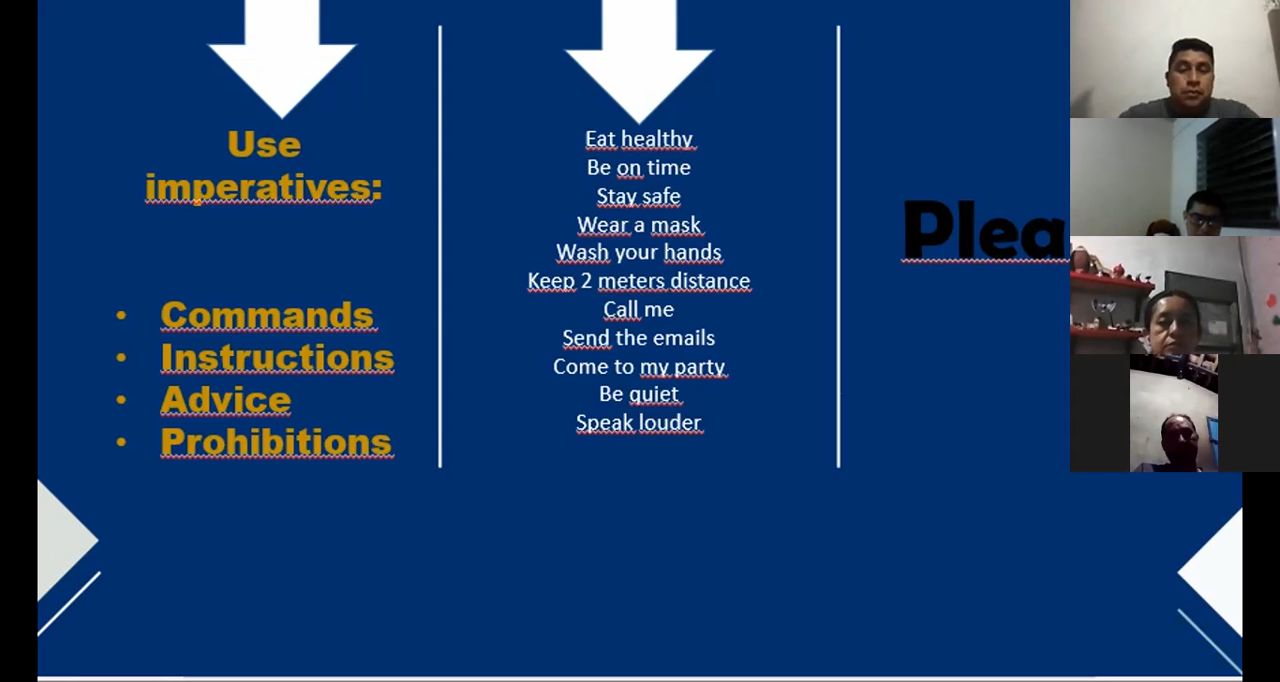 Use
imperatives:
• Commands
• Instructions
• Advice
• Prohibitions
Eat healthy
Be on time
Stay safe
Wear a mask
Wash your hands
Keep 2 meters distance
Call me
Send the emails
Come to my party
Be quiet
Speak louder
Plea